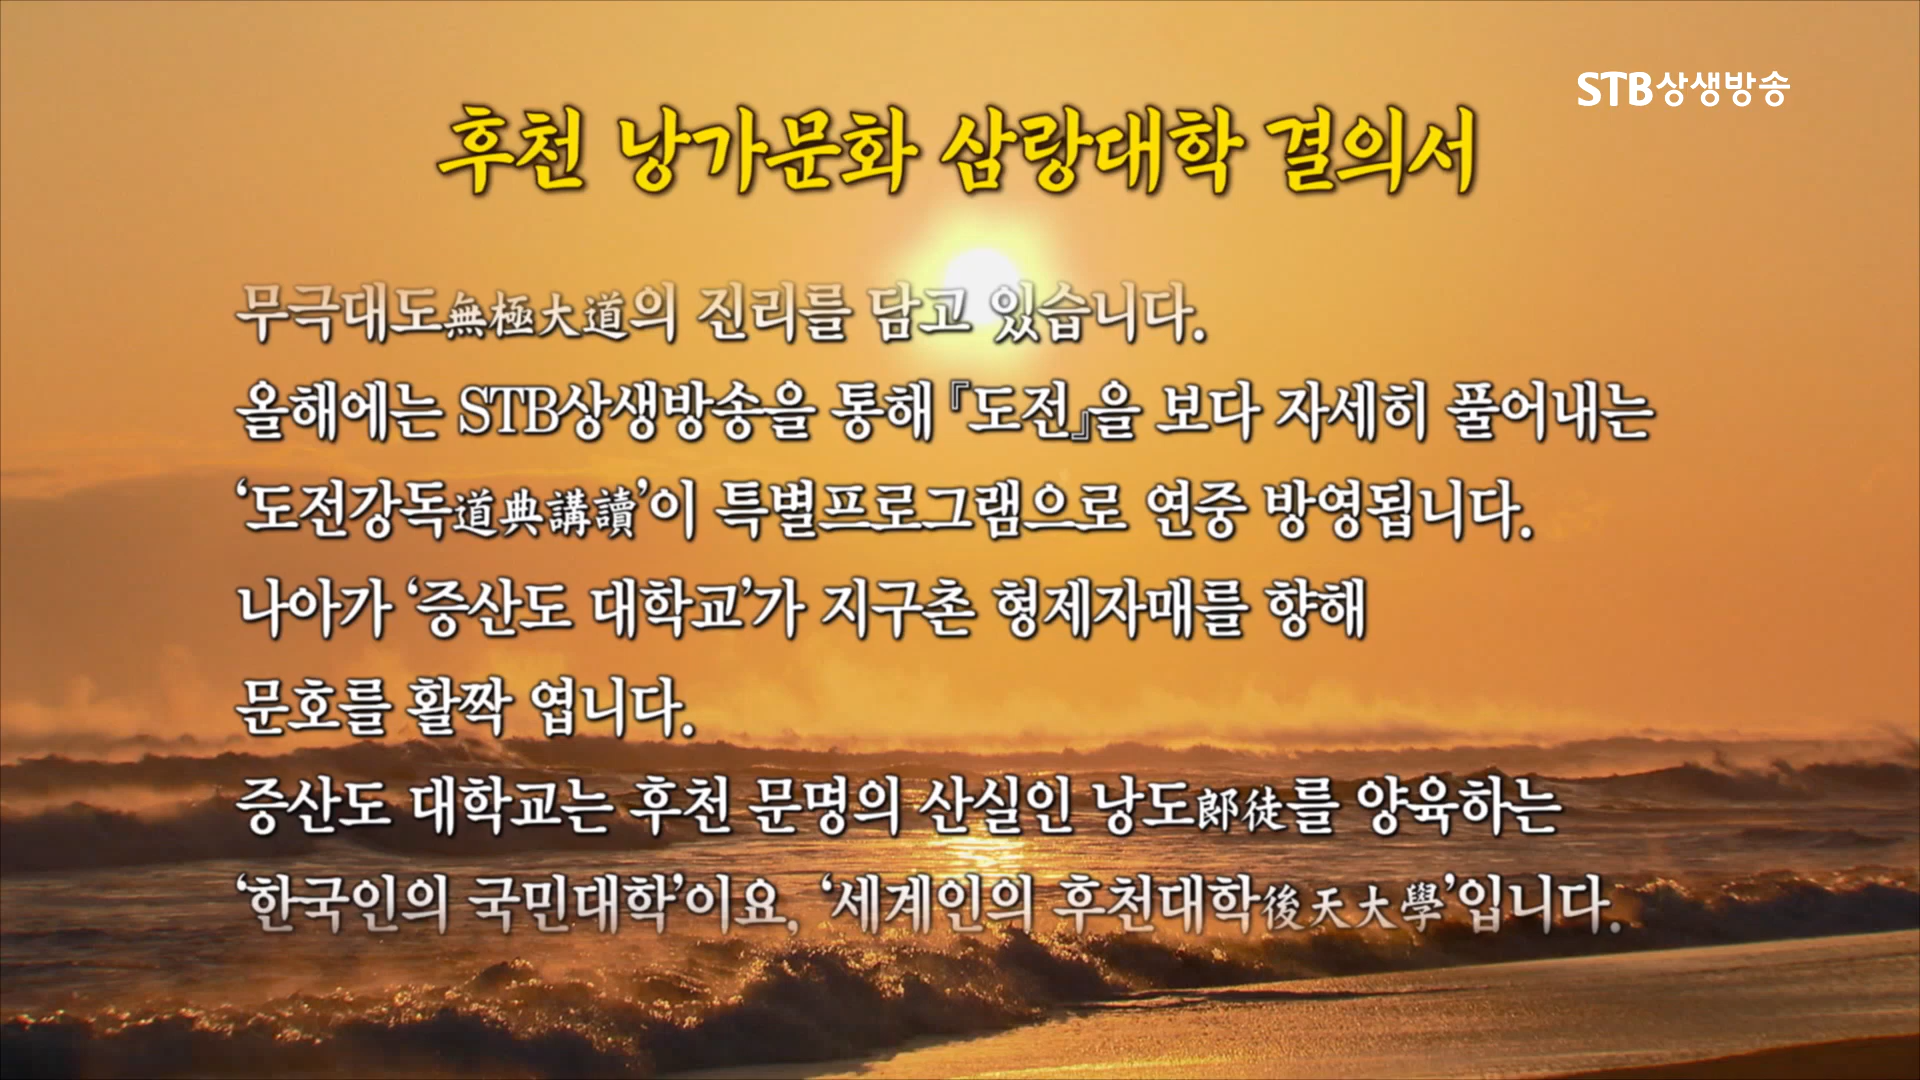 STB상생방송
후천 낭가문화 삼랑대학 결의서
무극대도無極大道의 진리를 담고 있습니다.
올해에는 STB상생방송을 통해 『도전』을 보다 자세히 풀어내는
‘도전강독道典講讀’이 특별프로그램으로 연중 방영됩니다.
나아가 ‘증산도 대학교’가 지구촌 형제자매를 향해
문호를 활짝 엽니다.
증산도 대학교는 후천 문명의 산실인 낭도郎徒를 양육하는
‘한국인의 국민대학’이요, ‘세계인의 후천대학後天大學’입니다.